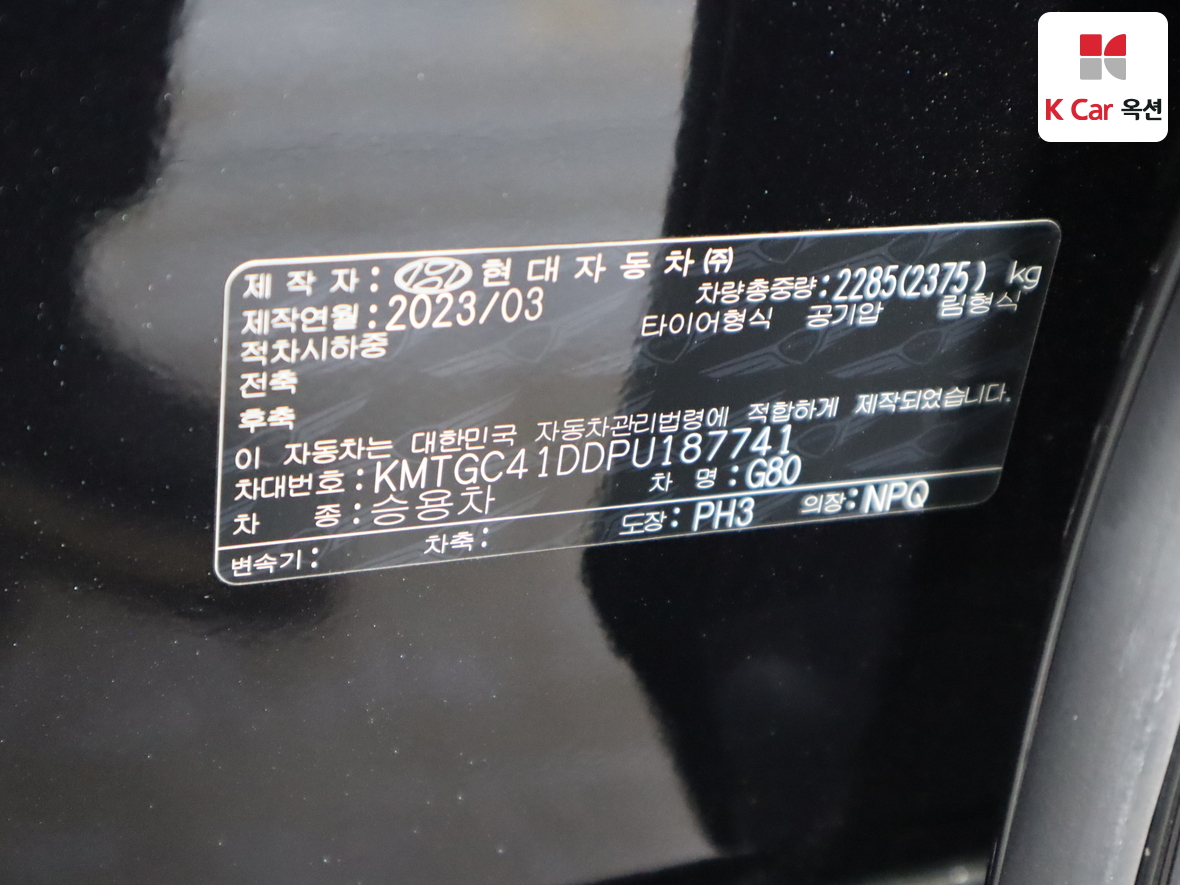 K Car 옥션
제 작 자 : 현 대 자 동 차 ㈜
제작연월 : 2023/03 차량총중량 : 2285(2375) kg
적차시하중 타이어형식 공기압 림형식
전축
후축
이 자동차는 대한민국 자동차관리법령에 적합하게 제작되었습니다.
차대번호 : KMTGC41DDPU187741
차 종 : 승용차 차 명 : G80
변속기 : 차축 : 도장 : PH3 의장 : NPQ